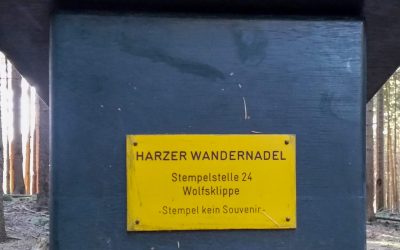 HARZER WANDERNADEL
Stempelstelle 24
Wolfsklippe
-Stempel kein Souvenir-